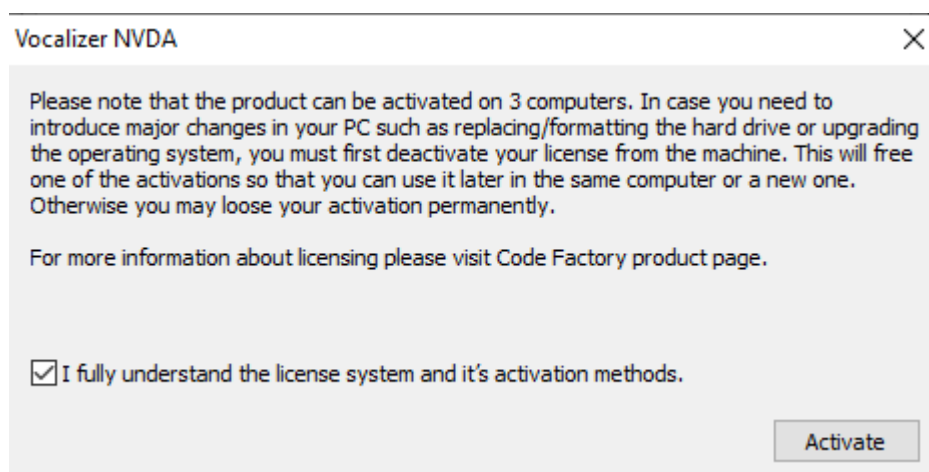 Vocalizer NVDA
Please note that the product can be activated on 3 computers. In case you need to
introduce major changes in your PC such as replacing/formatting the hard drive or upgrading
the operating system, you must first deactivate your license from the machine. This will free
one of the activations so that you can use it later in the same computer or a new one.
Otherwise you may loose your activation permanently.
For more information about licensing please visit Code Factory product page.
I fully understand the license system and it’s activation methods.
Activate